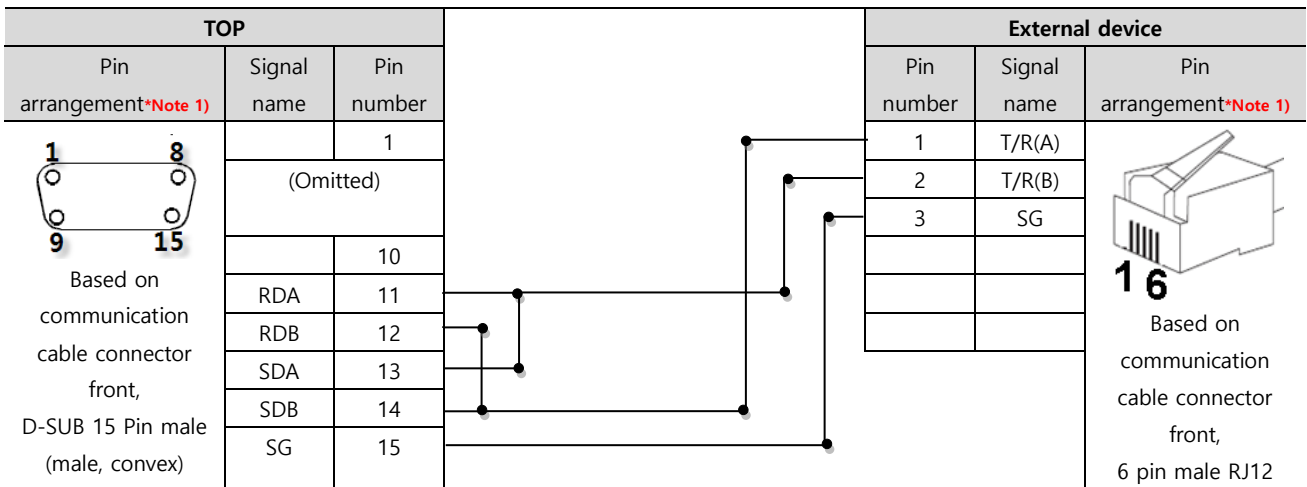 TOP
External device
Pin arrangement*Note 1)
Signal name
Pin number
Pin number
Signal name
Pin arrangement*Note 1)
1 8
9 15
Based on
communication
cable connector
front,
D-SUB 15 Pin male
(male, convex)
1
(Omitted)
10
RDA 11
RDB 12
SDA 13
SDB 14
SG 15
1 T/R(A)
2 T/R(B)
3 SG
1 6
Based on
communication
cable connector
front,
6 pin male RJ12